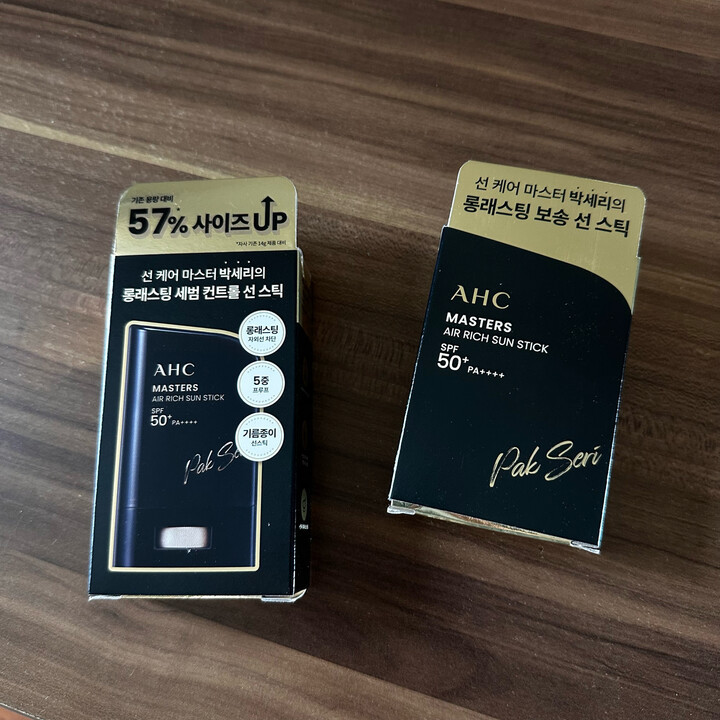 기존 용량 대비
57% 사이즈 UP
*자사 기존 14g 제품 대비
선 케어 마스터 박세리의
롱래스팅 세범 컨트롤 선 스틱
롱래스팅
자외선 차단
5중
프루프
기름종이
선스틱
AHC
MASTERS
AIR RICH SUN STICK
SPF
50+ PA++++
Pak Se
선 케어 마스터 박세리의
롱래스팅 보송 선 스틱
AHC
MASTERS
AIR RICH SUN STICK
SPF
50+ PA++++
Pak Seri